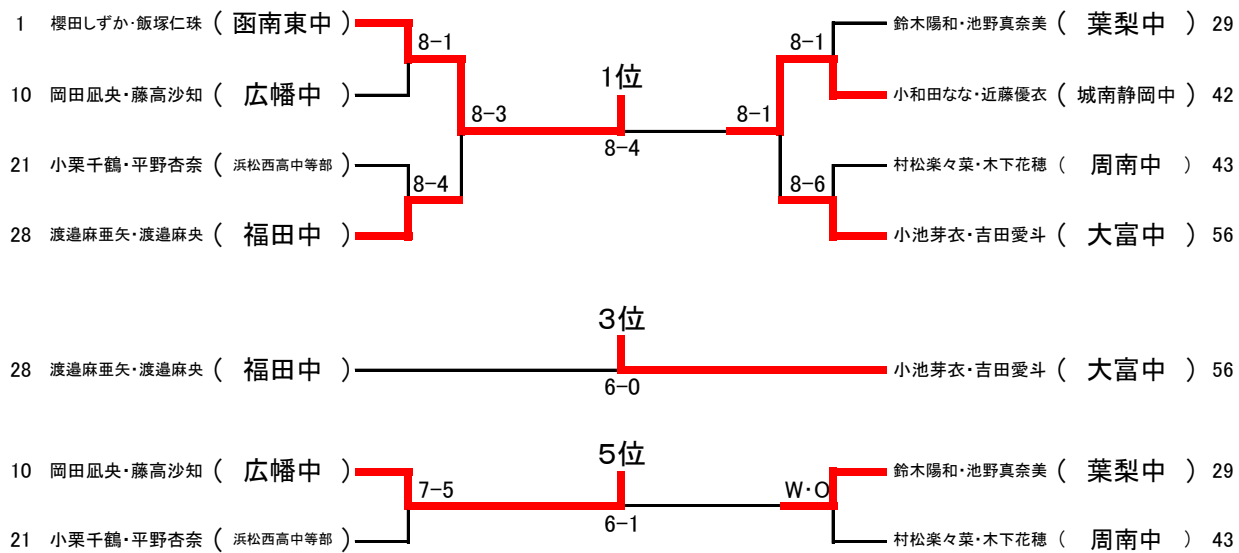 1 櫻田しずか・飯塚仁珠 ( 函南東中 ) 鈴木陽和・池野真奈美 ( 葉梨中 ) 29
8-1 8-1
1位
10 岡田凪央・藤高沙知 ( 広幡中 ) 小和田なな・近藤優衣 ( 城南静岡中 ) 42
8-3 8-1
8-4
21 小栗千鶴・平野杏奈 ( 浜松西高中等部 ) 村松楽々菜・木下花穂 ( 周南中 ) 43
8-4 8-6
28 渡邉麻亜矢・渡邉麻央 ( 福田中 ) 小池芽衣・吉田愛斗 ( 大富中 ) 56
3位
28 渡邉麻亜矢・渡邉麻央 ( 福田中 ) 小池芽衣・吉田愛斗 ( 大富中 ) 56
6-0
5位
10 岡田凪央・藤高沙知 ( 広幡中 ) 鈴木陽和・池野真奈美 ( 葉梨中 ) 29
7-5 W・O
6-1
21 小栗千鶴・平野杏奈 ( 浜松西高中等部 ) 村松楽々菜・木下花穂 ( 周南中 ) 43